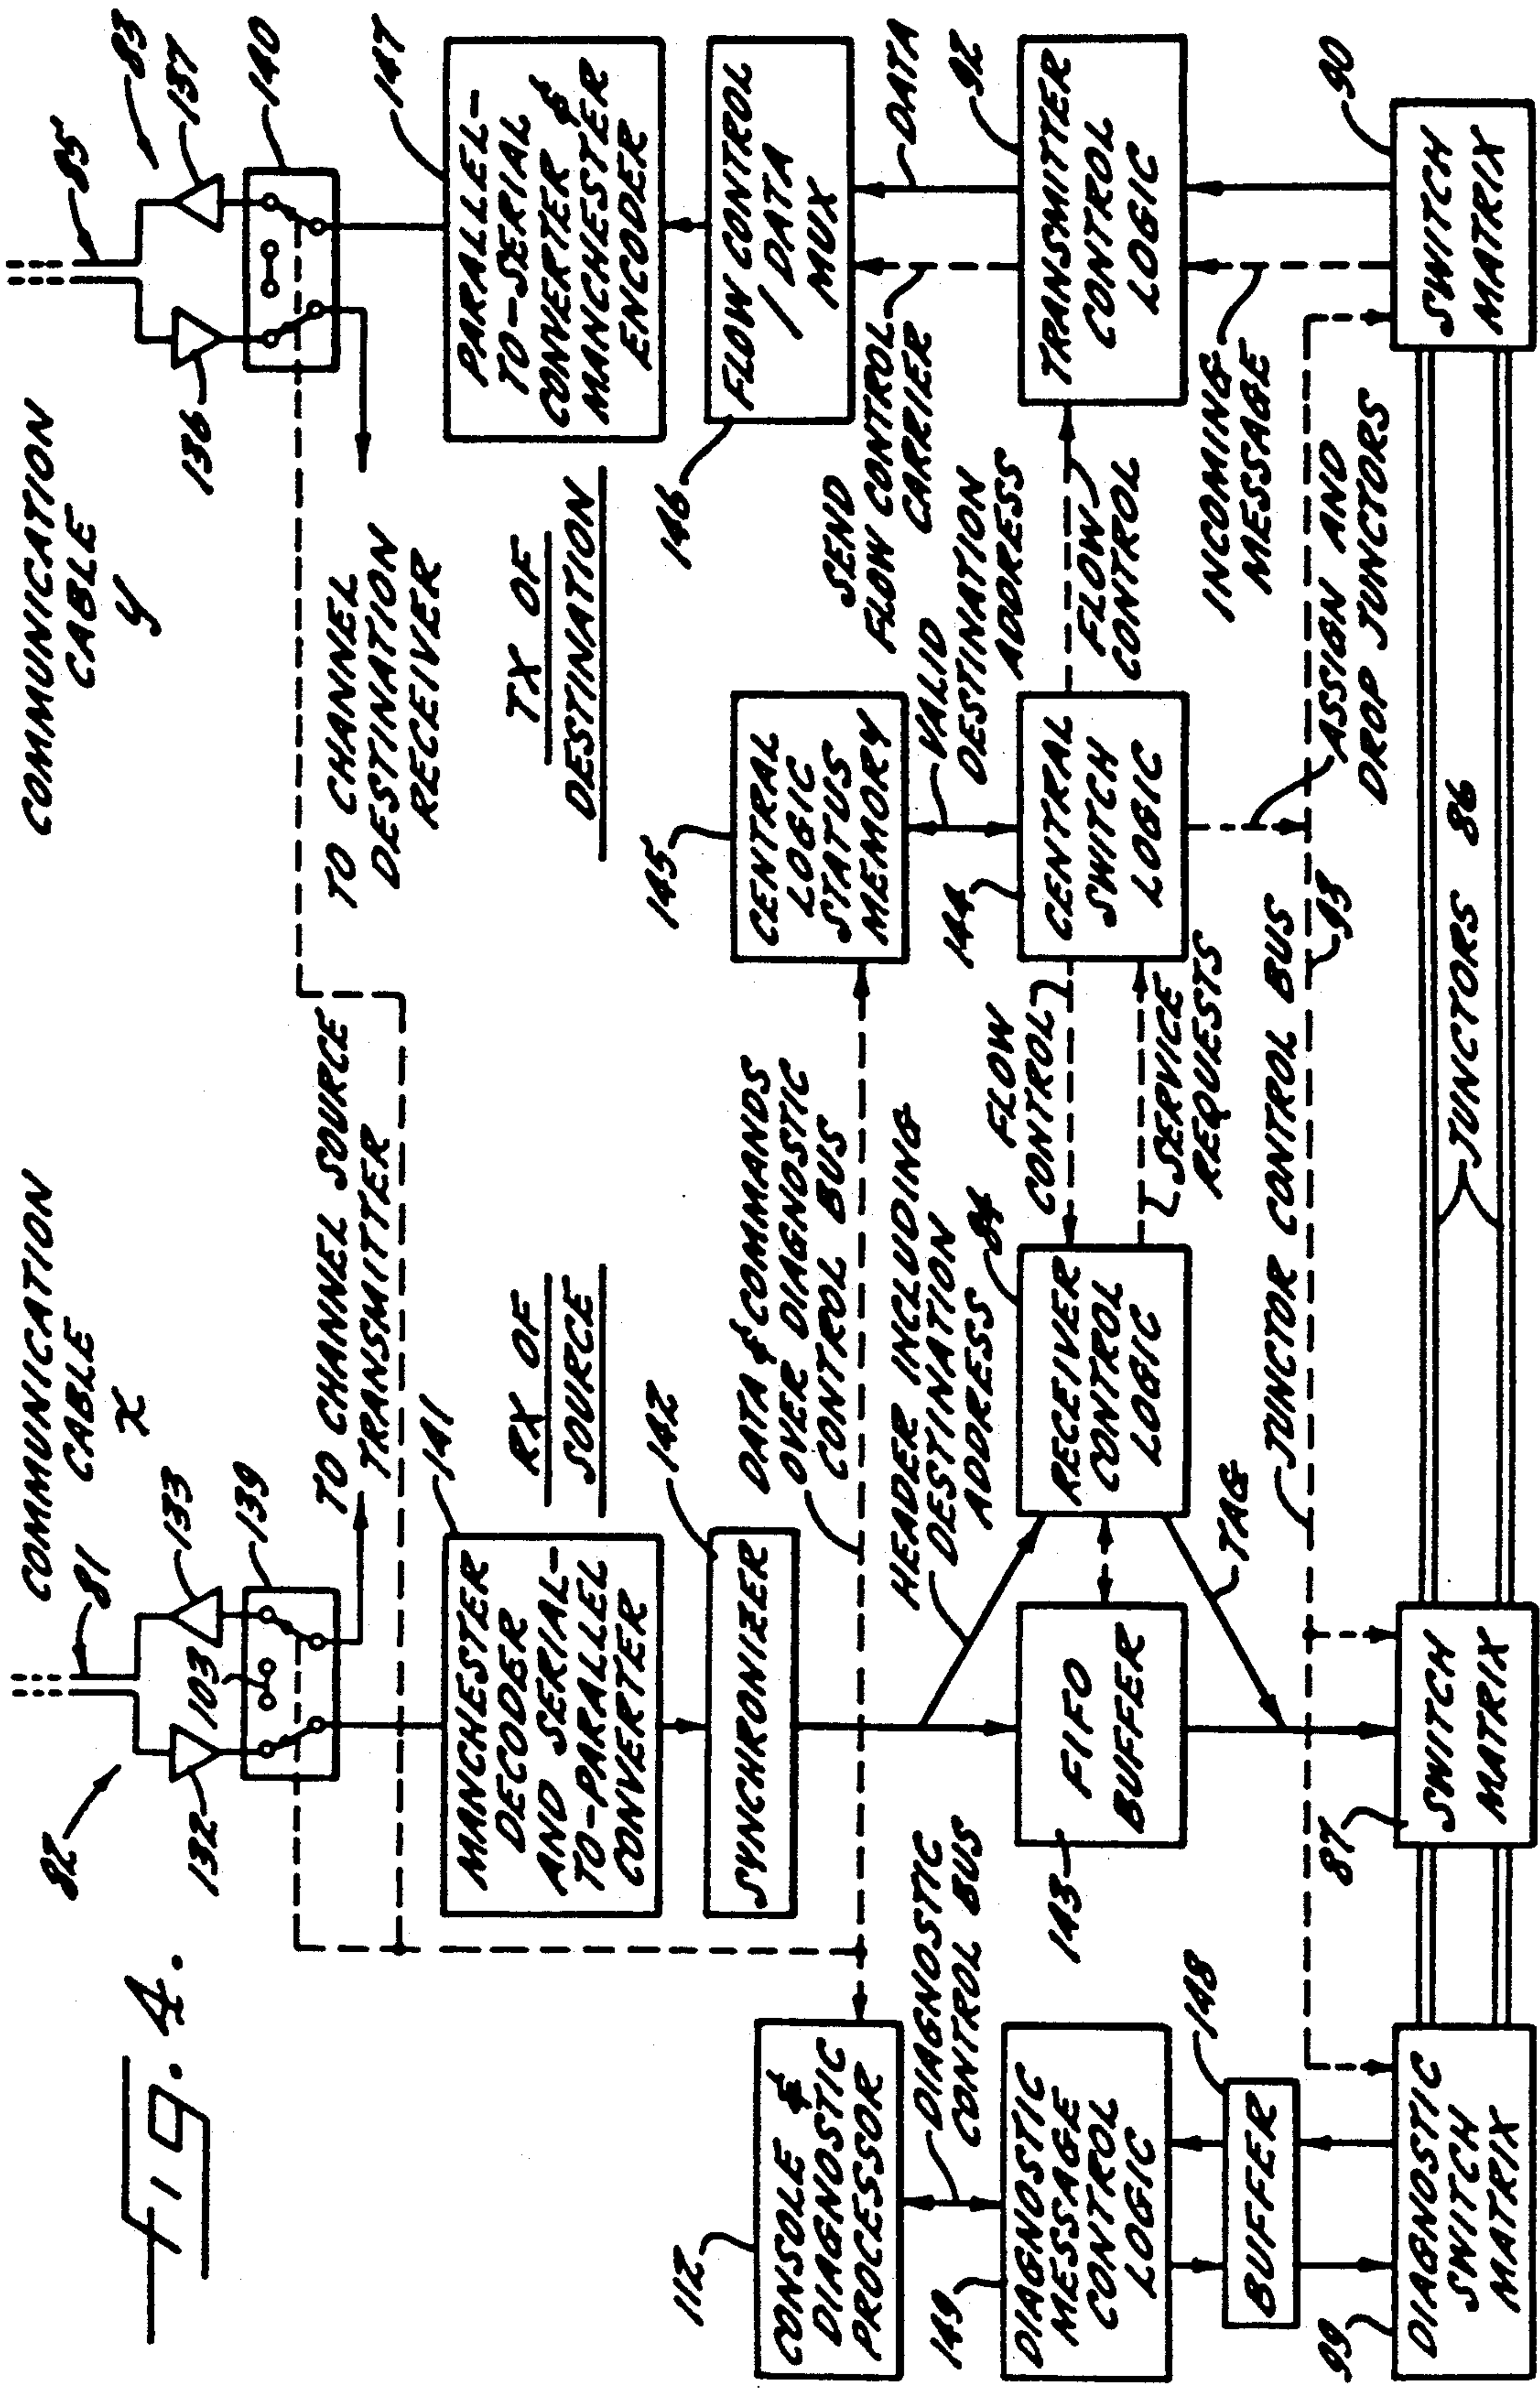 Fig. 4.
COMMUNICATION
CABLE
X
81
82
132
133
103
139
TO CHANNEL SOURCE
TRANSMITTER
141
MANCHESTER
DECODER
AND SERIAL-
TO-PARALLEL
CONVERTER
RX OF
SOURCE
142
SYNCHRONIZER
DATA & COMMANDS
OVER DIAGNOSTIC
CONTROL BUS
HEADER INCLUDING
DESTINATION
ADDRESS
84
143
FIFO
BUFFER
RECEIVER
CONTROL
LOGIC
TAG
87
SWITCH
MATRIX
112
CONSOLE &
DIAGNOSTIC
PROCESSOR
DIAGNOSTIC
CONTROL BUS
149
DIAGNOSTIC
MESSAGE
CONTROL
LOGIC
148
BUFFER
99
DIAGNOSTIC
SWITCH
MATRIX
COMMUNICATION
CABLE
Y
85
83
136
137
140
TO CHANNEL
DESTINATION
RECEIVER
147
PARALLEL-
TO-SERIAL
CONVERTER &
MANCHESTER
ENCODER
TX OF
DESTINATION
146
FLOW CONTROL
/ DATA
MUX
SEND
FLOW CONTROL
CARRIER
DATA
145
CENTRAL
LOGIC
STATUS
MEMORY
VALID
DESTINATION
ADDRESS
144
CENTRAL
SWITCH
LOGIC
FLOW
CONTROL
SERVICE
REQUESTS
FLOW
CONTROL
92
TRANSMITTER
CONTROL
LOGIC
INCOMING
MESSAGE
ASSIGN AND
DROP JUNCTORS
JUNCTOR CONTROL BUS
93
JUNCTORS 86
90
SWITCH
MATRIX